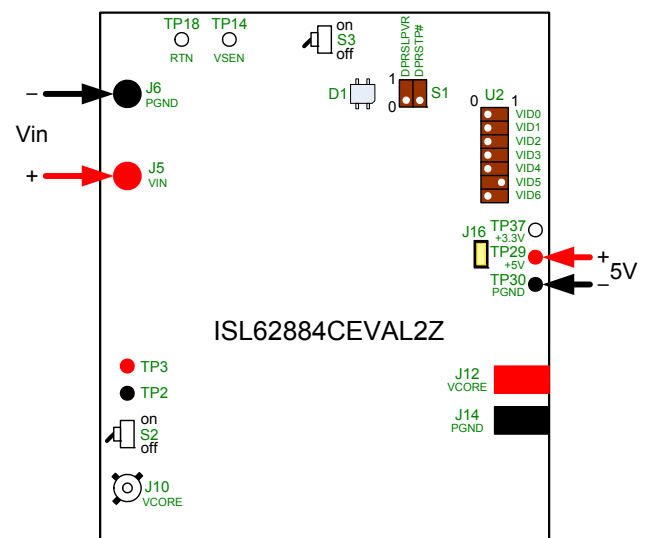 TP18 TP14
RTN VSEN
on
S3
off
DPRSLPVR
DPRSTP#
1
0
D1
S1
U2
0 1
VID0
VID1
VID2
VID3
VID4
VID5
VID6
J6
PGND
–
Vin
+
J5
VIN
TP37
+3.3V
J16
TP29
+5V
TP30
PGND
+
5V
–
ISL62884CEVAL2Z
TP3
TP2
J12
VCORE
J14
PGND
on
S2
off
J10
VCORE